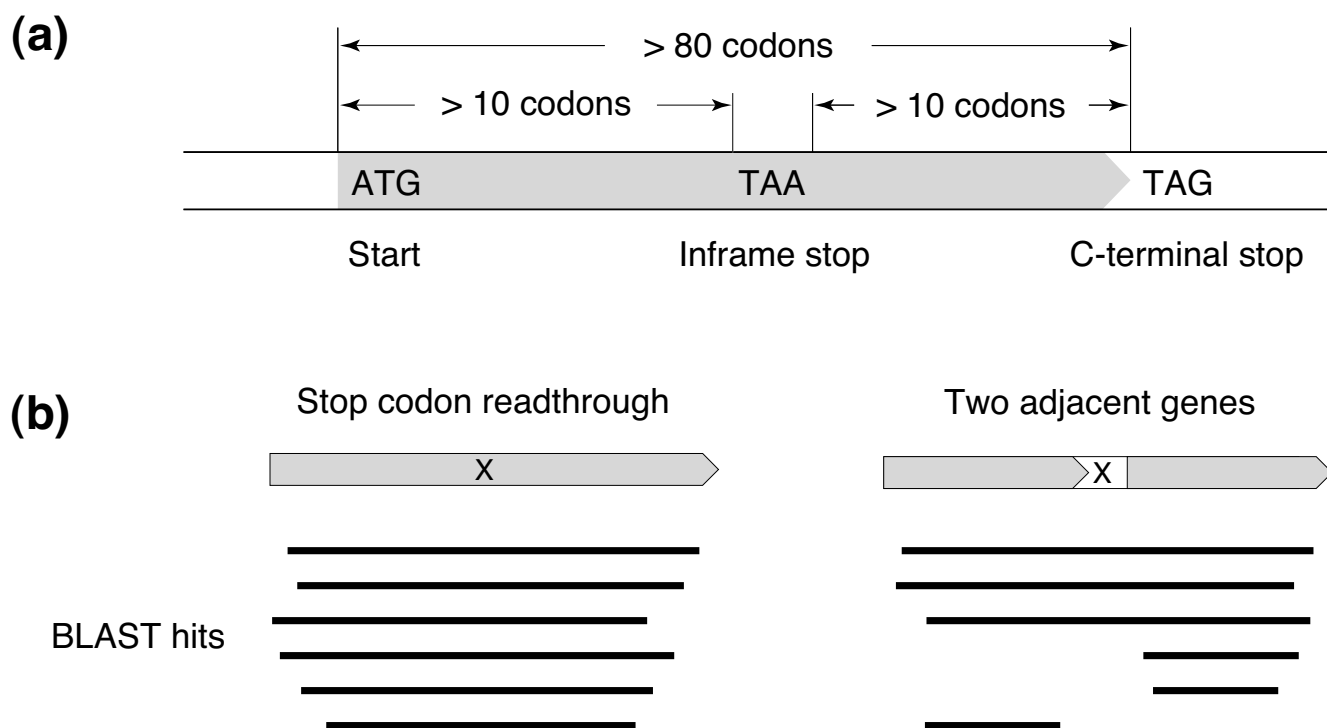 (a)
> 80 codons
> 10 codons > 10 codons
ATG TAA TAG
Start Inframe stop C-terminal stop
(b)
Stop codon readthrough Two adjacent genes
X X
BLAST hits